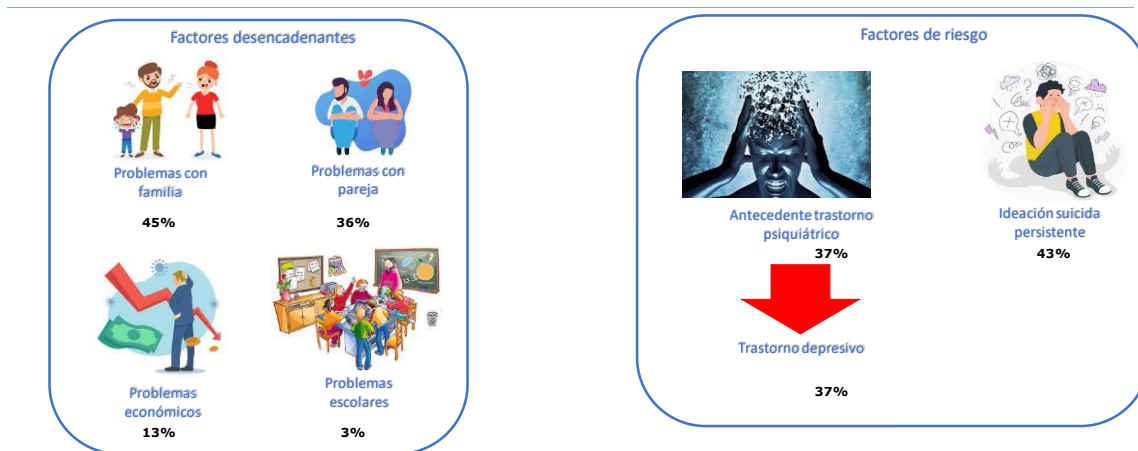 Factores desencadenantes
Problemas con
familia
45%
Problemas con
pareja
36%
Problemas
económicos
13%
Problemas
escolares
3%
Factores de riesgo
Antecedente trastorno
psiquiátrico
37%
Ideación suicida
persistente
43%
Trastorno depresivo
37%